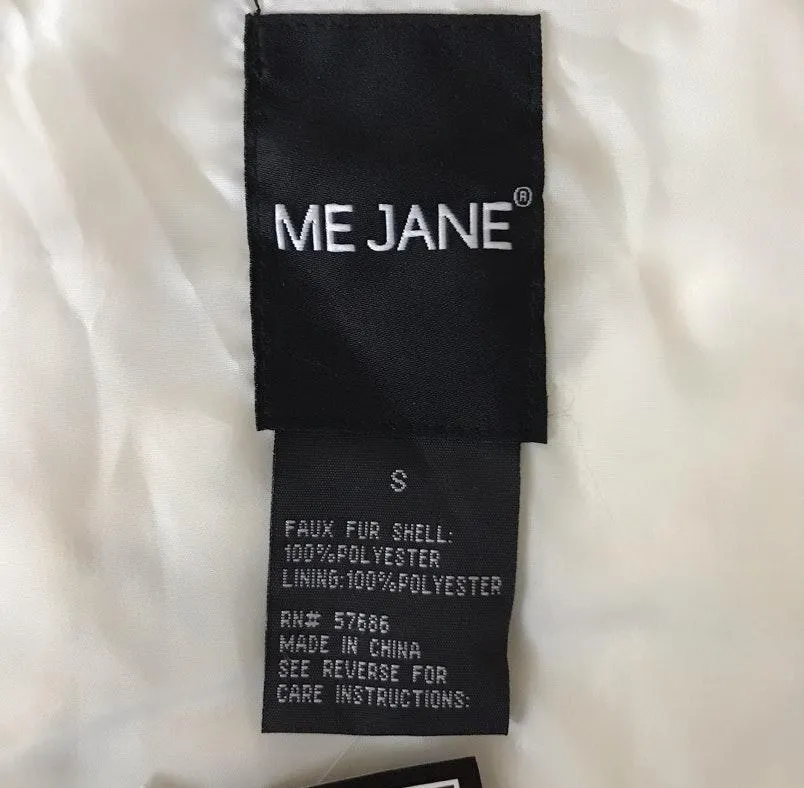 ME JANE®
S
FAUX FUR SHELL:
100%POLYESTER
LINING:100%POLYESTER
RN# 57686
MADE IN CHINA
SEE REVERSE FOR
CARE INSTRUCTIONS: